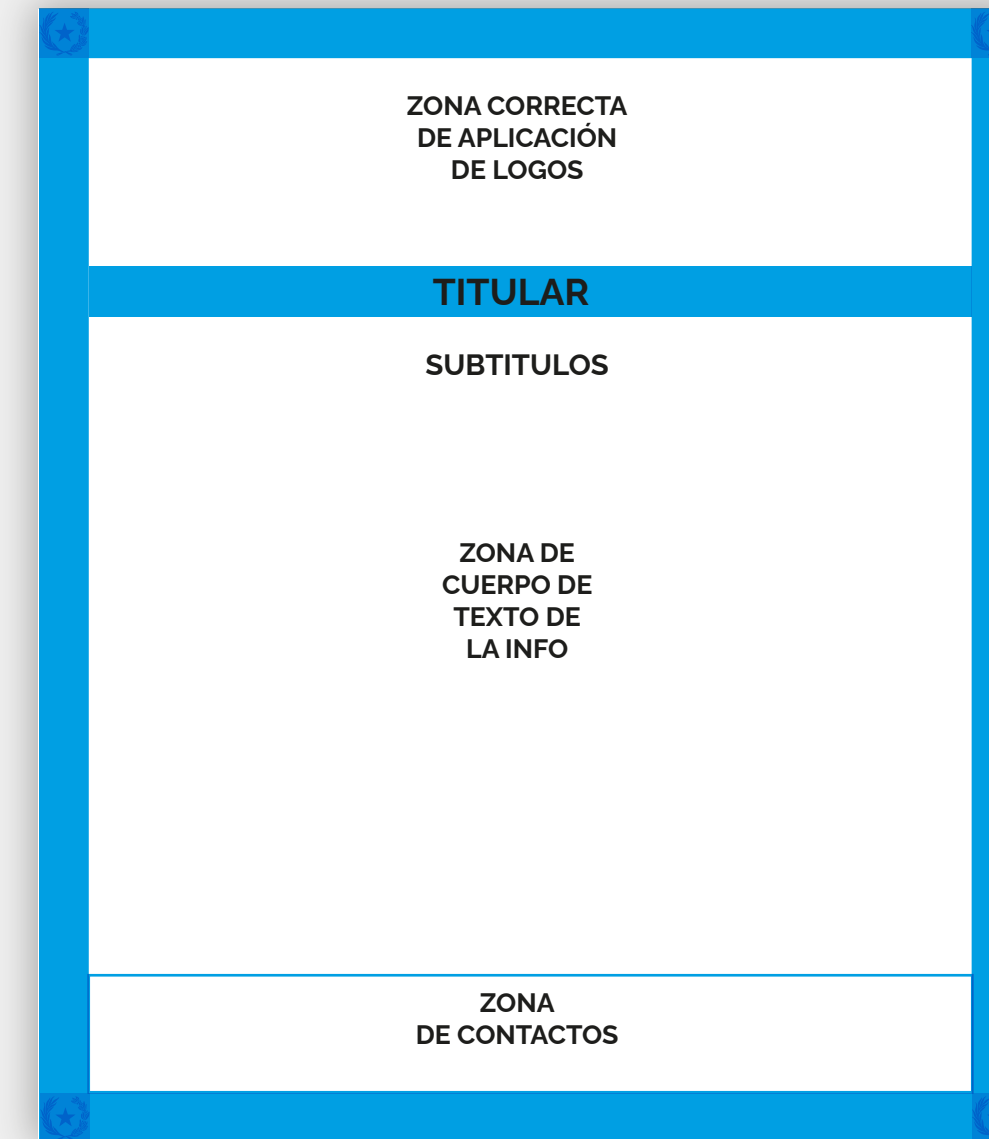 ZONA CORRECTA
DE APLICACIÓN
DE LOGOS
TITULAR
SUBTITULOS
ZONA DE
CUERPO DE
TEXTO DE
LA INFO
ZONA
DE CONTACTOS